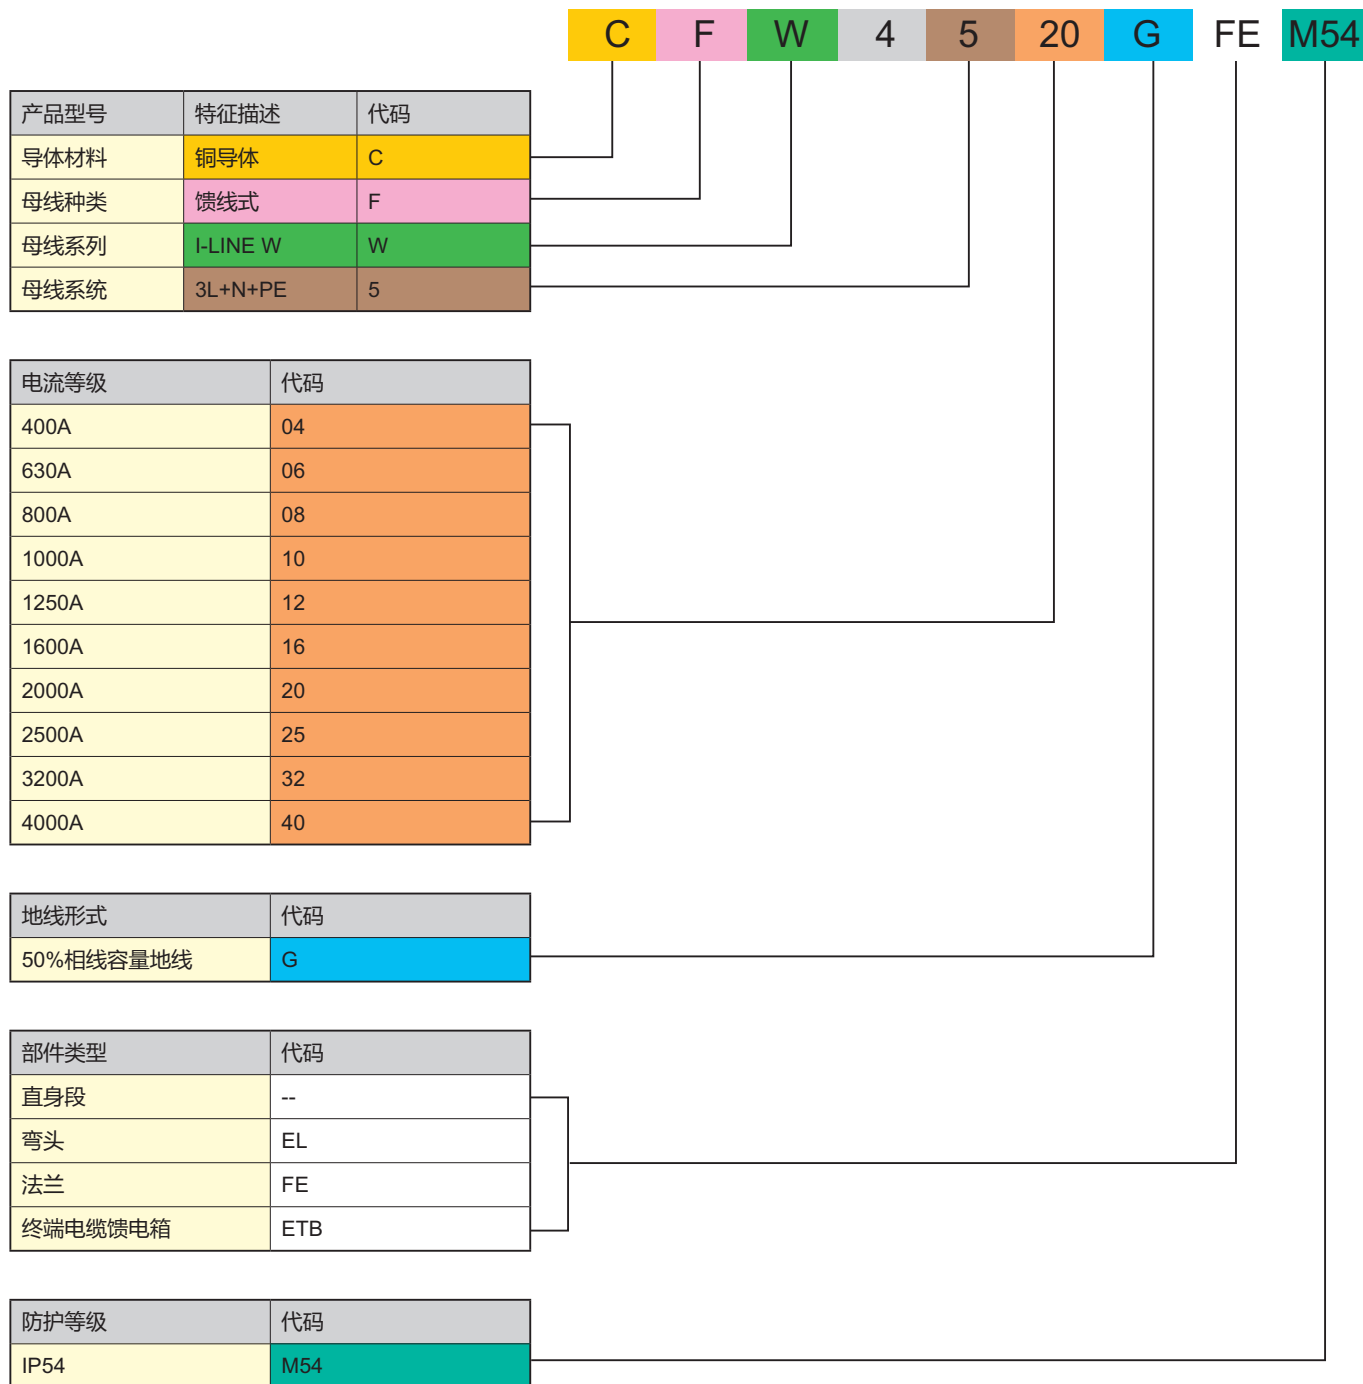 C F W 4 5 20 G FE M54
产品型号 特征描述 代码
导体材料 铜导体 C
母线种类 馈线式 F
母线系列 I-LINE W W
母线系统 3L+N+PE 5
电流等级 代码
400A 04
630A 06
800A 08
1000A 10
1250A 12
1600A 16
2000A 20
2500A 25
3200A 32
4000A 40
地线形式 代码
50%相线容量地线 G
部件类型 代码
直身段 --
弯头 EL
法兰 FE
终端电缆馈电箱 ETB
防护等级 代码
IP54 M54